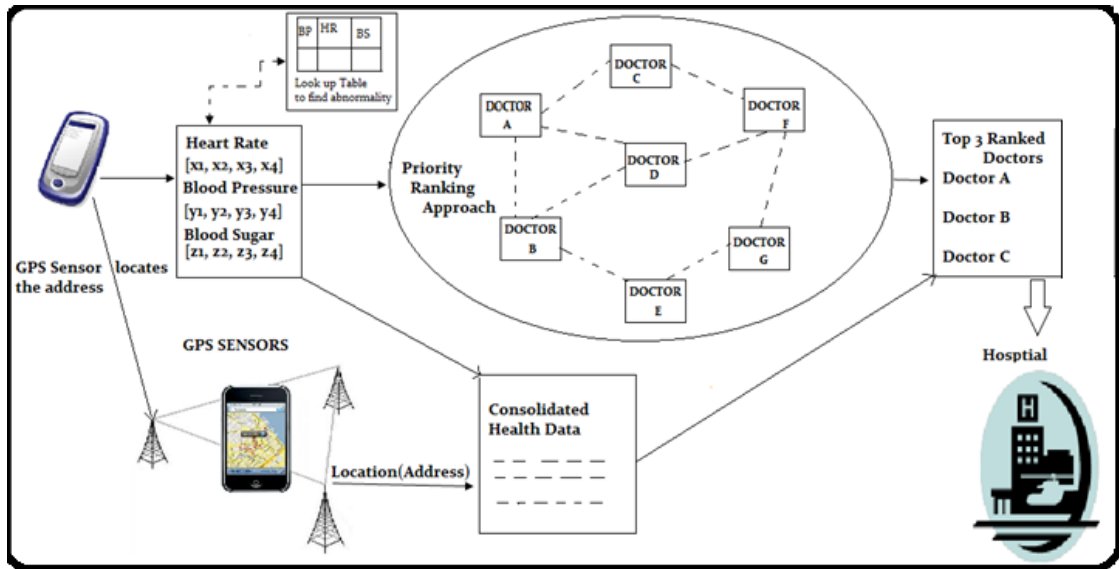 BP HR BS
Look up Table
to find abnormality
Heart Rate
[x1, x2, x3, x4]
Blood Pressure
[y1, y2, y3, y4]
Blood Sugar
[z1, z2, z3, z4]
GPS Sensor locates
the address
Priority
Ranking
Approach
DOCTOR
A
DOCTOR
C
DOCTOR
F
DOCTOR
D
DOCTOR
B
DOCTOR
G
DOCTOR
E
Top 3 Ranked
Doctors
Doctor A
Doctor B
Doctor C
Hosptial
H
GPS SENSORS
Location(Address)
Consolidated
Health Data